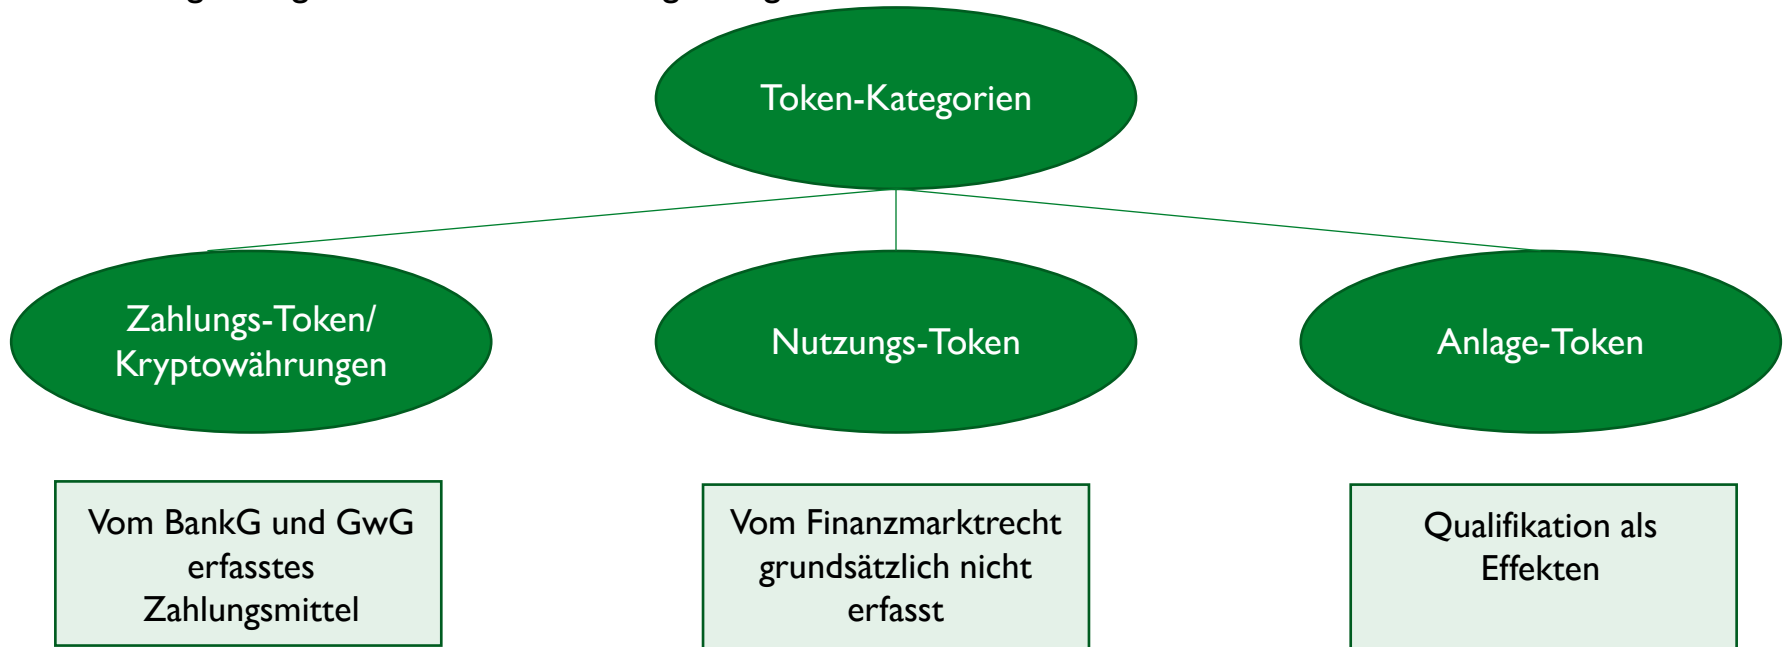 Token-Kategorien
Zahlungs-Token/
Kryptowährungen
Nutzungs-Token
Anlage-Token
Vom BankG und GwG
erfasstes
Zahlungsmittel
Vom Finanzmarktrecht
grundsätzlich nicht
erfasst
Qualifikation als
Effekten